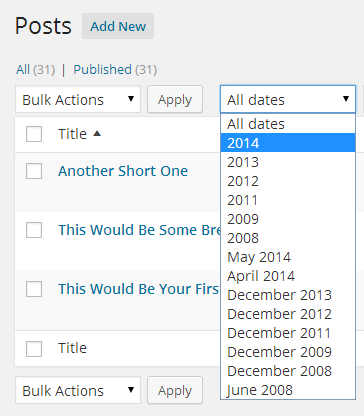 Posts Add New
All (31) | Published (31)
Bulk Actions Apply All dates
All dates
Title
2014
2013
Another Short One
2012
2011
2009
This Would Be Some
2008
May 2014
April 2014
This Would Be Your
December 2013
December 2012
December 2011
Title
December 2009
December 2008
Bulk Actions Apply
June 2008